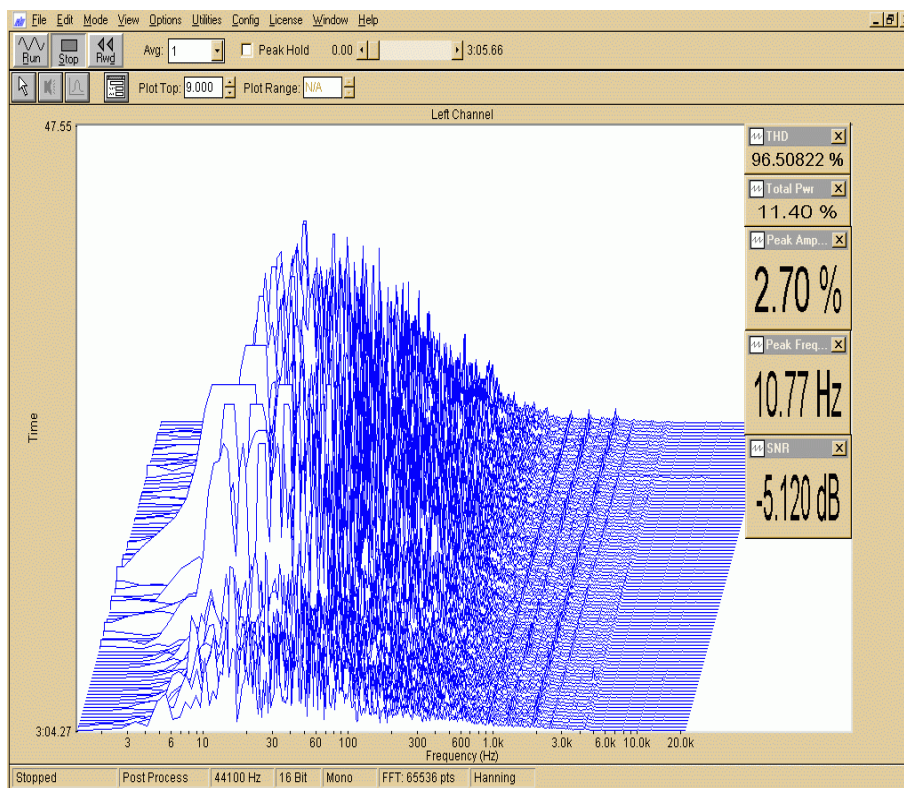 File Edit Mode View Options Utilities Config License Window Help
Run Stop Rwd Avg: 1 Peak Hold 0.00 3:05.66
Plot Top: 9.000 Plot Range: N/A
Left Channel
47.55
THD
96.50822 %
Total Pwr
11.40 %
Peak Amp...
2.70 %
Peak Freq...
10.77 Hz
SNR
-5.120 dB
Time
3:04.27
3 6 10 30 60 100 300 600 1.0k 3.0k 6.0k 10.0k 20.0k
Frequency (Hz)
Stopped Post Process 44100 Hz 16 Bit Mono FFT: 65536 pts Hanning